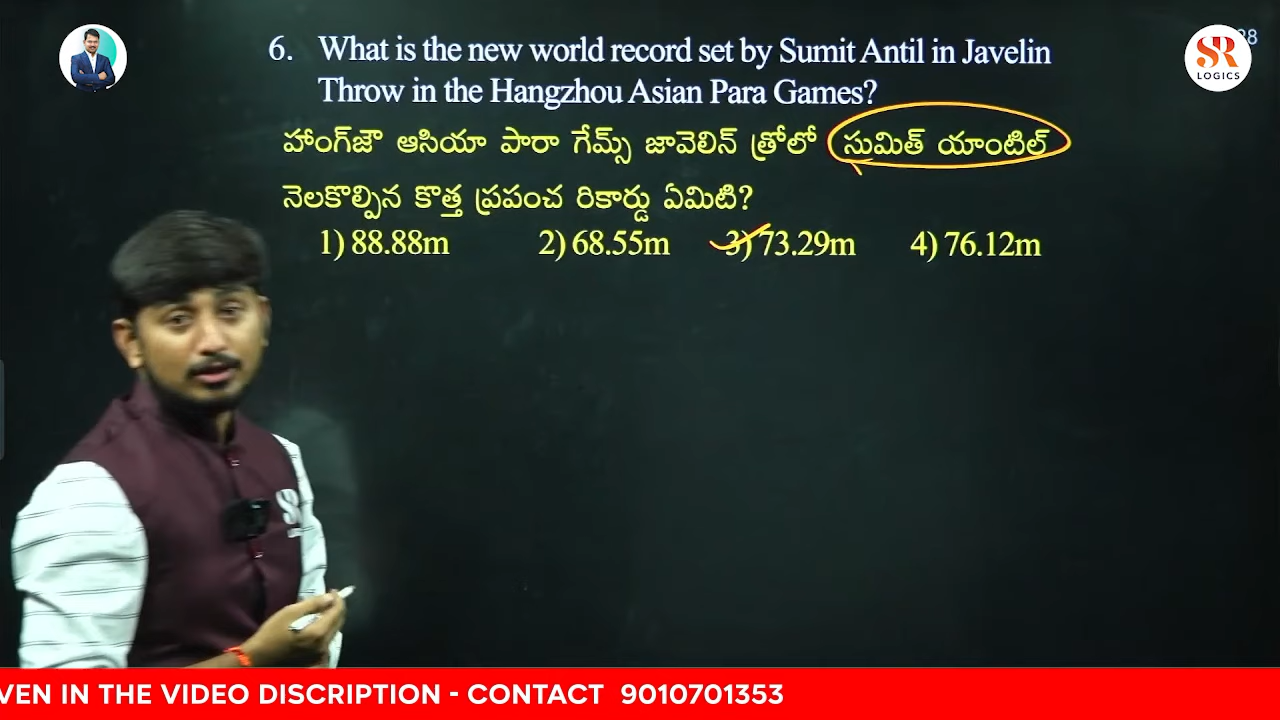 6. What is the new world record set by Sumit Antil in Javelin
Throw in the Hangzhou Asian Para Games?
హాంగ్‌జౌ ఆసియా పారా గేమ్స్ జావెలిన్ త్రోలో సుమిత్ యాంటిల్
నెలకొల్పిన కొత్త ప్రపంచ రికార్డు ఏమిటి?
1) 88.88m 2) 68.55m 3) 73.29m 4) 76.12m
SR
LOGICS
VEN IN THE VIDEO DISCRIPTION - CONTACT 9010701353